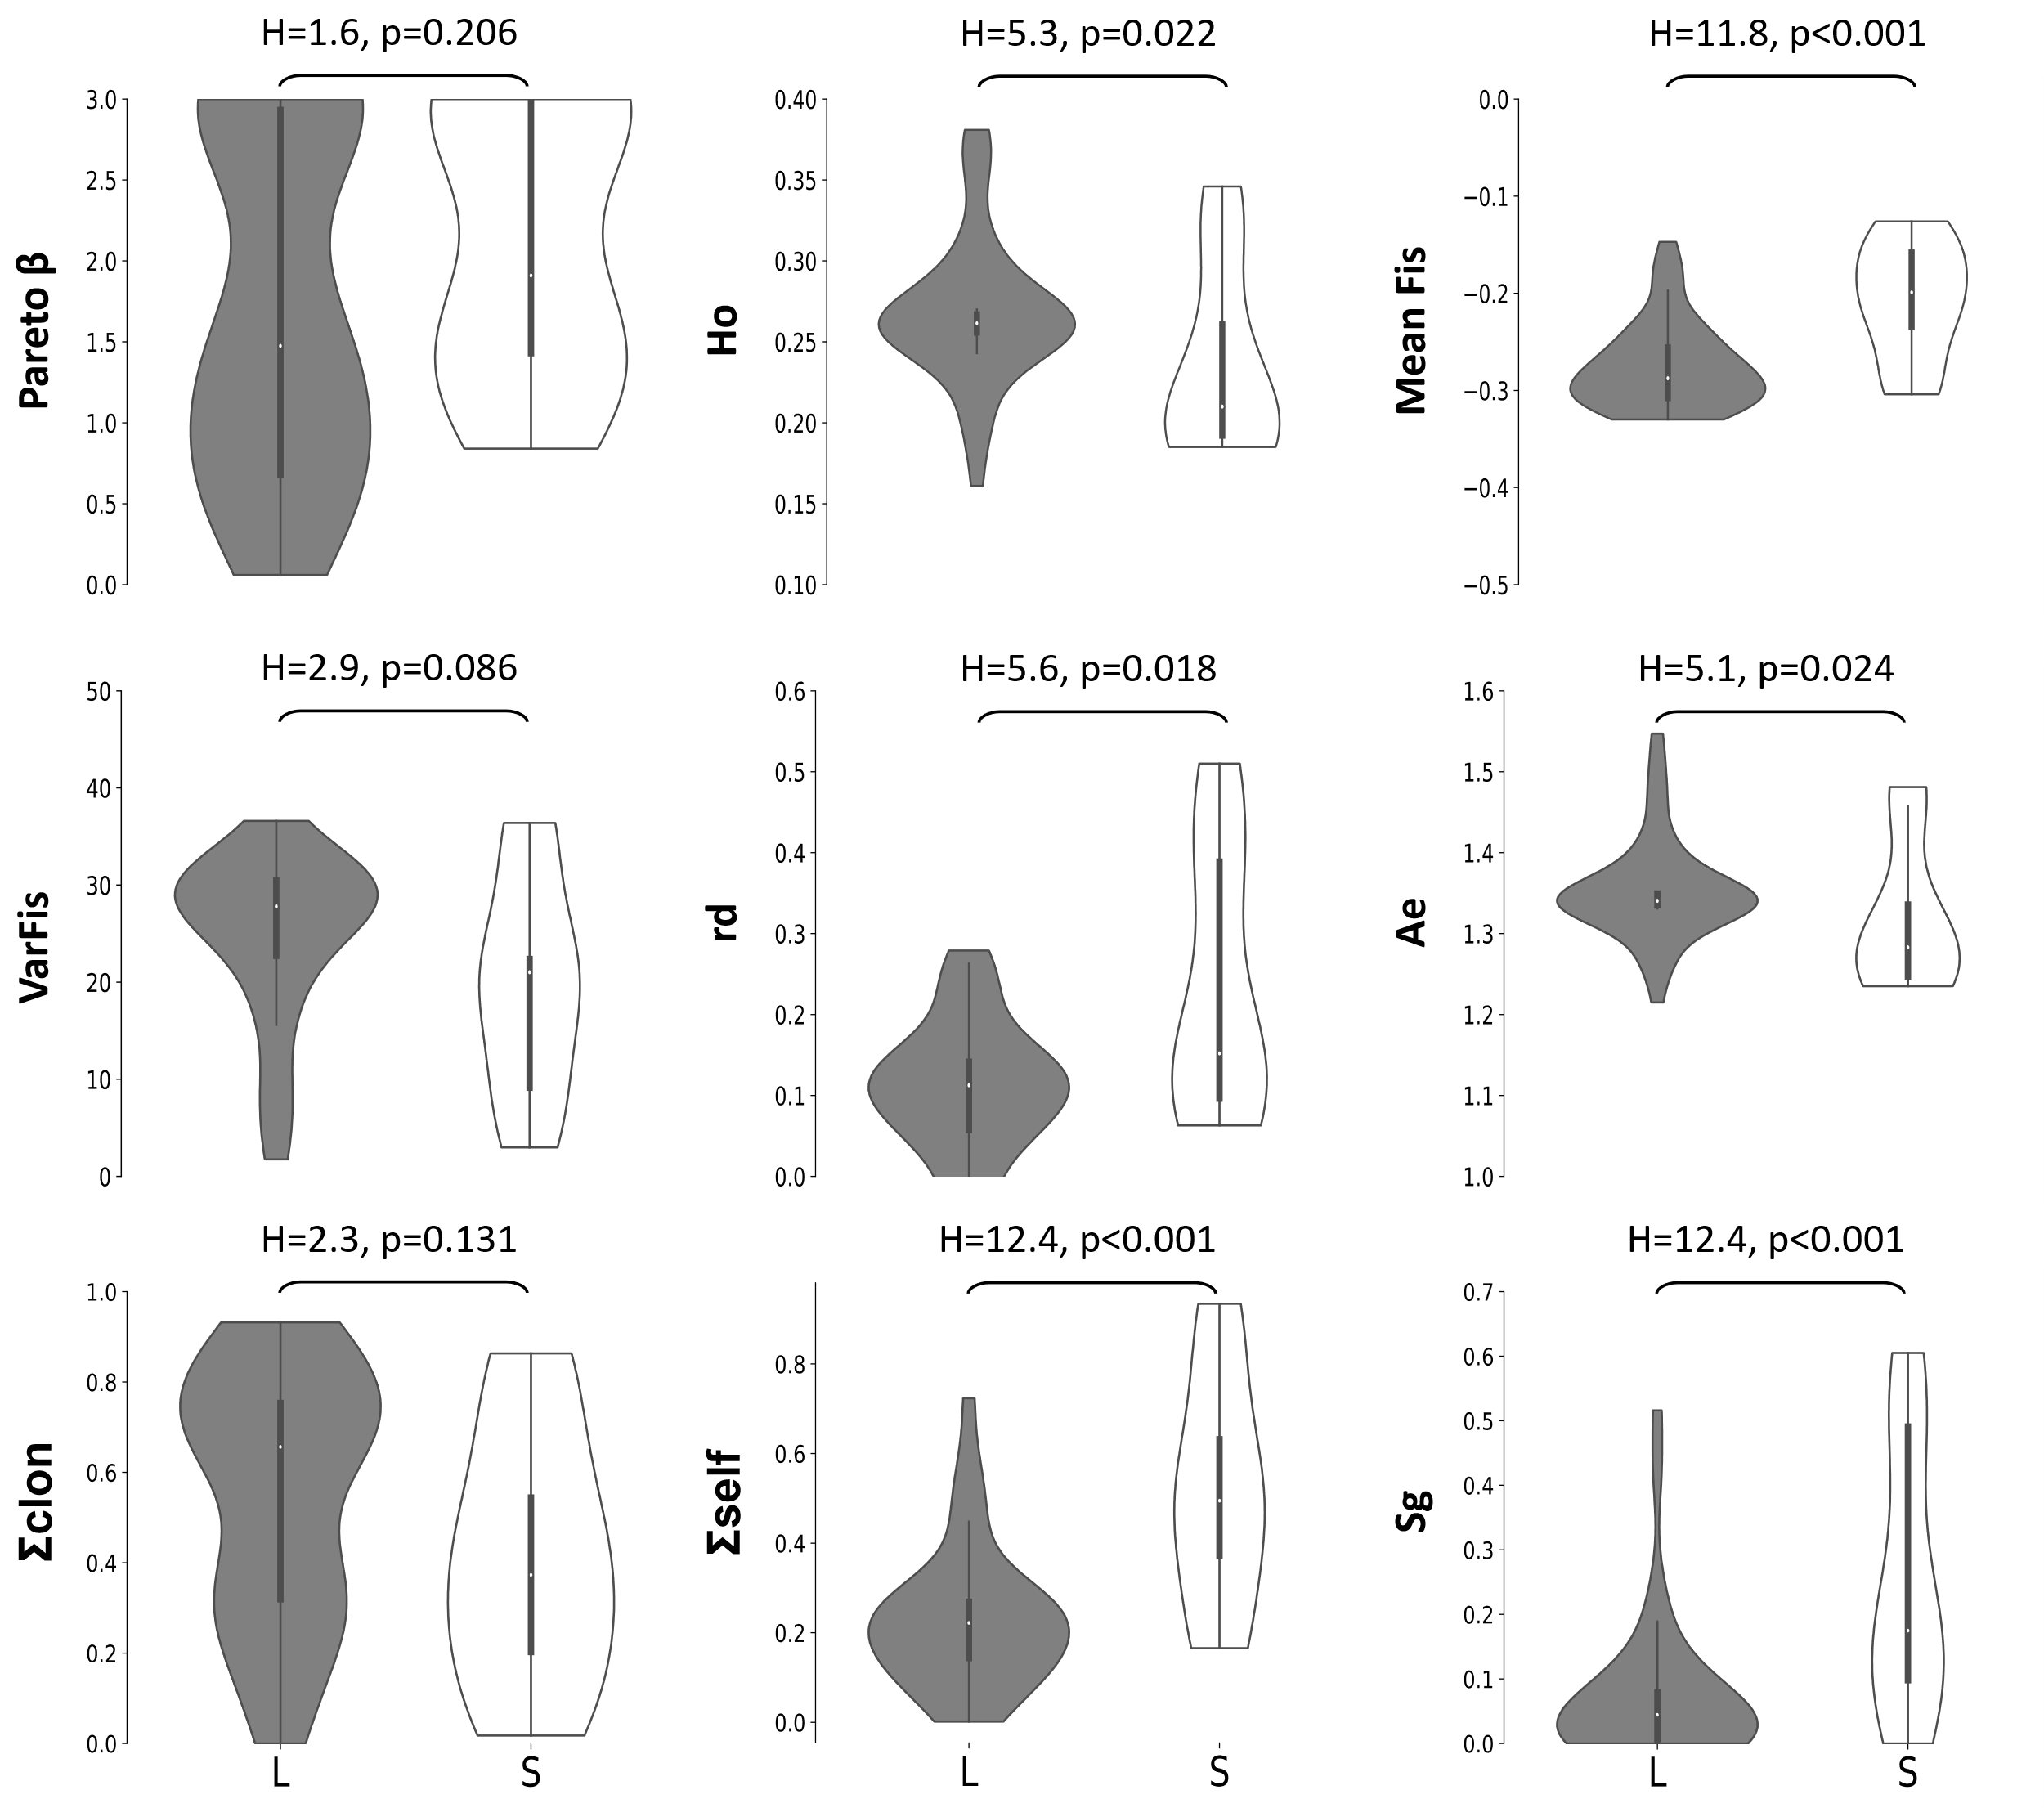 H=1.6, p=0.206
H=5.3, p=0.022
H=11.8, p<0.001
Pareto β
3.0
2.5
2.0
1.5
1.0
0.5
0.0
Ho
0.40
0.35
0.30
0.25
0.20
0.15
0.10
Mean Fis
0.0
−0.1
−0.2
−0.3
−0.4
−0.5
H=2.9, p=0.086
H=5.6, p=0.018
H=5.1, p=0.024
VarFis
50
40
30
20
10
0
rd
0.6
0.5
0.4
0.3
0.2
0.1
0.0
Ae
1.6
1.5
1.4
1.3
1.2
1.1
1.0
H=2.3, p=0.131
H=12.4, p<0.001
H=12.4, p<0.001
Σclon
1.0
0.8
0.6
0.4
0.2
0.0
L S
Σself
0.8
0.6
0.4
0.2
0.0
L S
Sg
0.7
0.6
0.5
0.4
0.3
0.2
0.1
0.0
L S